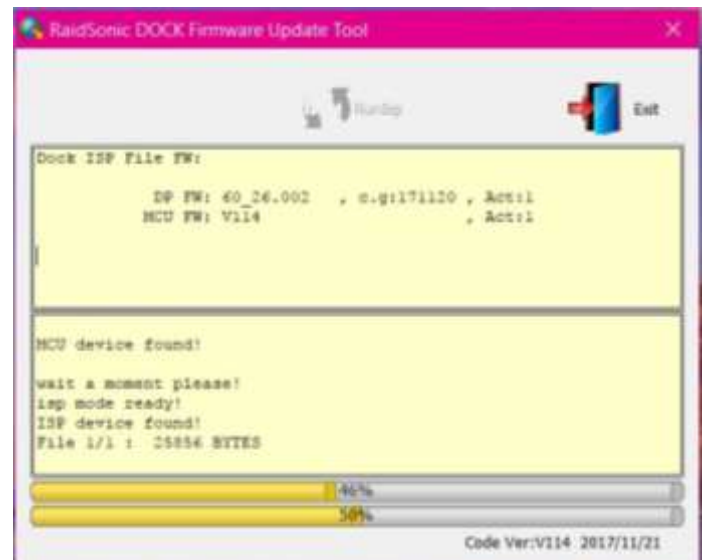 RaidSonic DOCK Firmware Update Tool
Exit
Dock ISP File FW:
DP FW: 60_26.002 , c.g:171120 , Act:1
MCU FW: V114 , Act:1
MCU device found!
wait a moment please!
isp mode ready!
ISP device found!
File 1/1 : 25856 BYTES
46%
50%
Code Ver:V114 2017/11/21